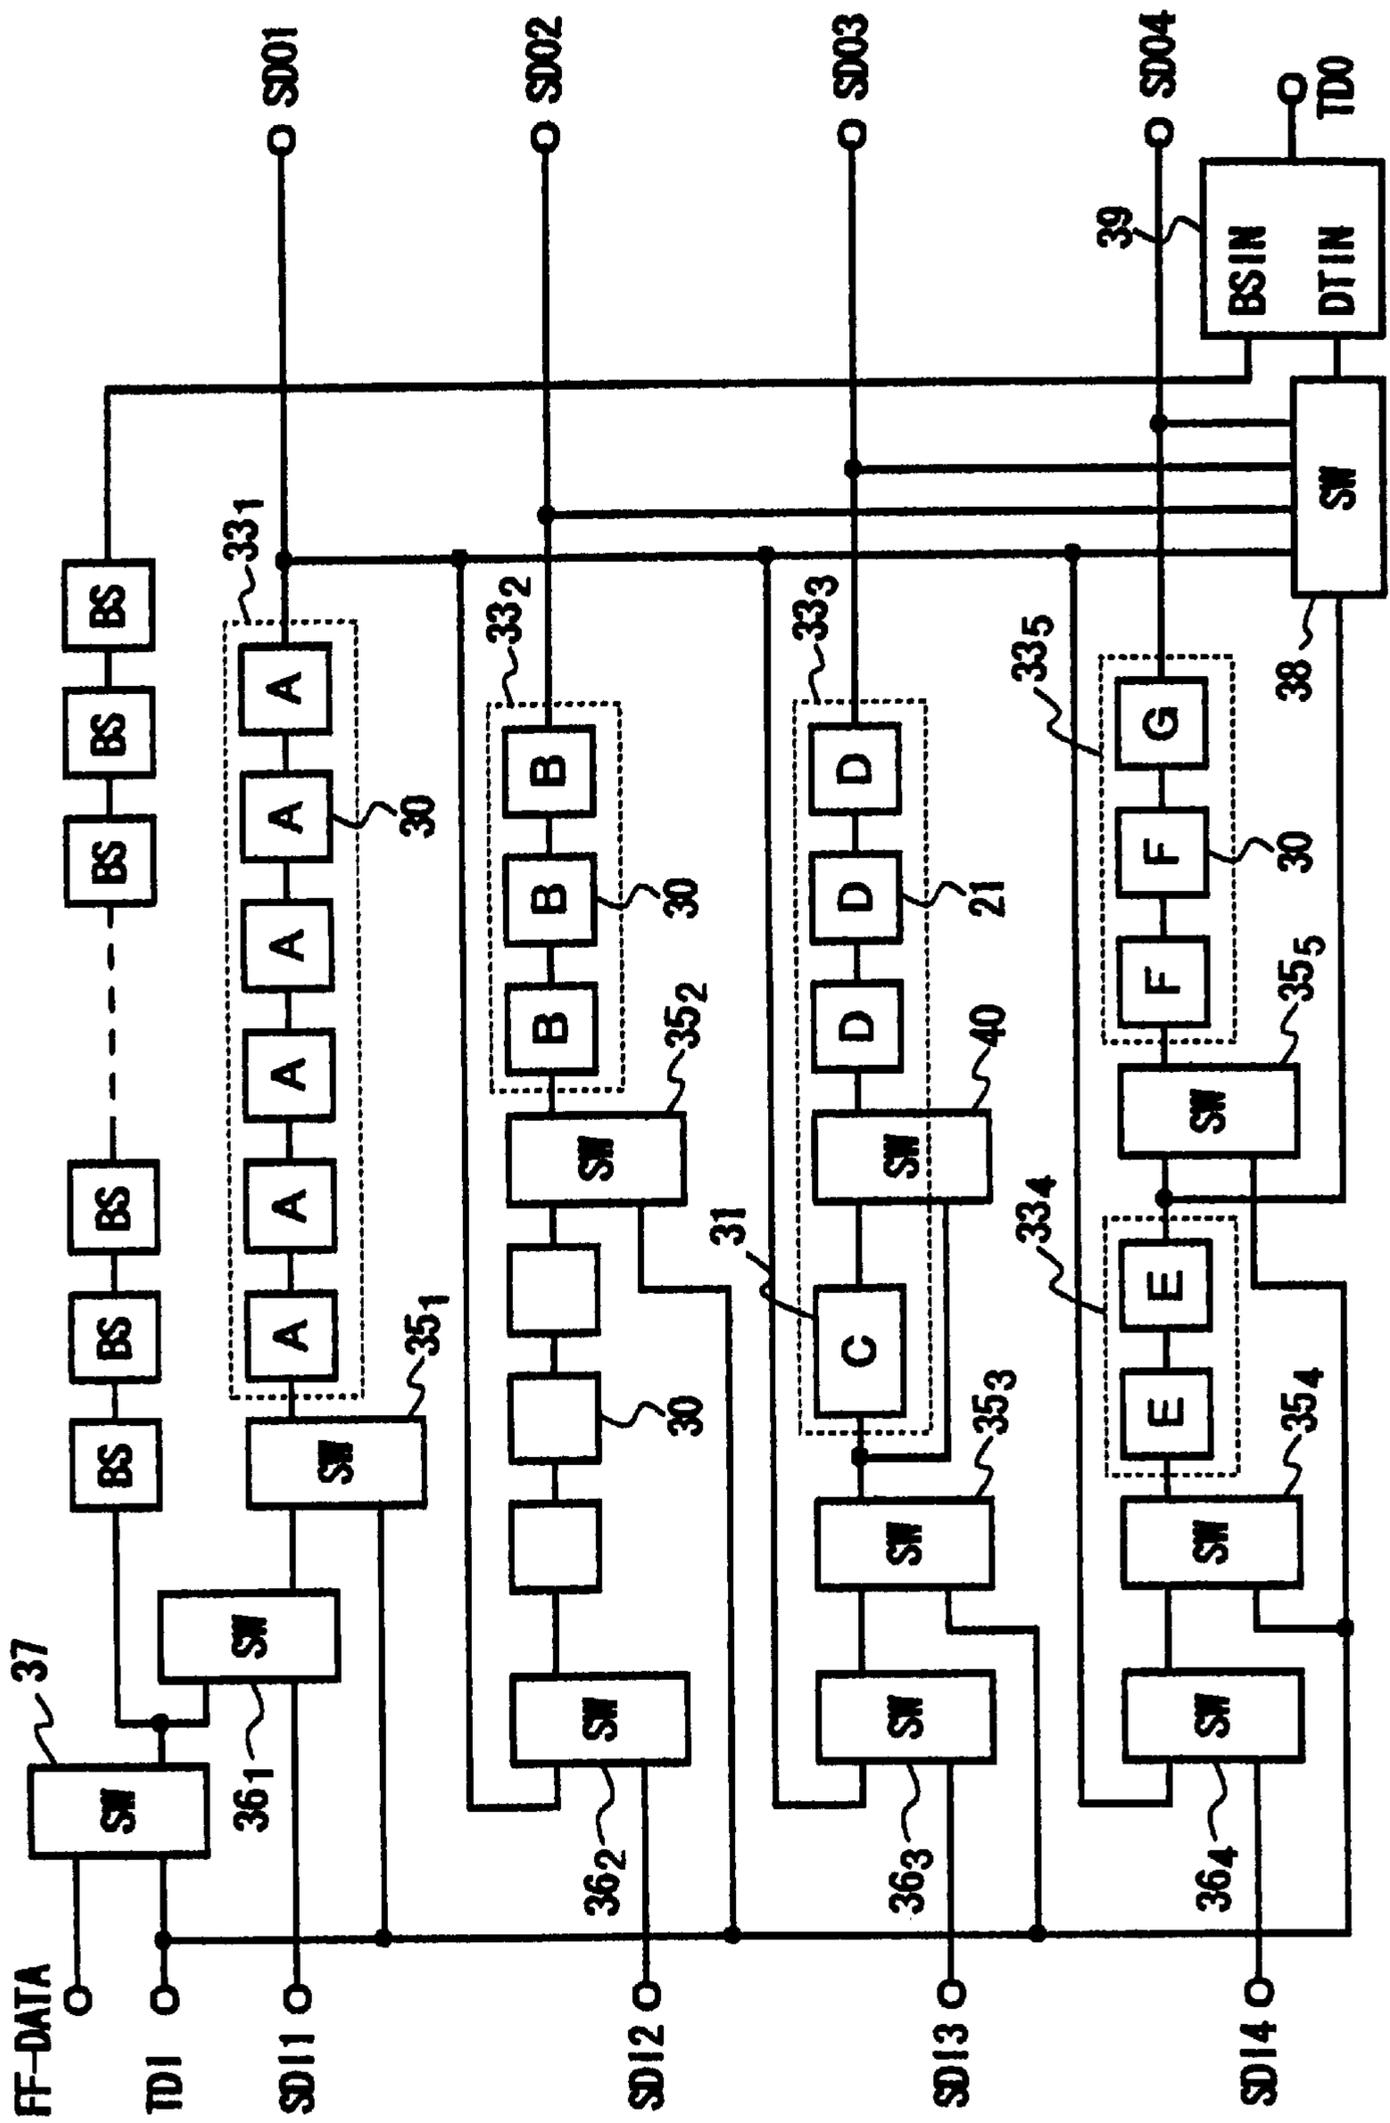 FF-DATA
TDI
SDI1
SDI2
SDI3
SDI4
37
SW
BS
BS
BS
BS
BS
BS
36₁
SW
35₁
SW
33₁
A
A
A
A
A
A
30
SDO1
36₂
SW
30
35₂
SW
33₂
B
B
B
30
SDO2
36₃
SW
35₃
SW
31
C
40
SW
33₃
D
D
D
21
SDO3
36₄
SW
35₄
SW
33₄
E
E
35₅
SW
33₅
F
F
G
30
SDO4
38
SW
39
BSIN
DTIN
TDO